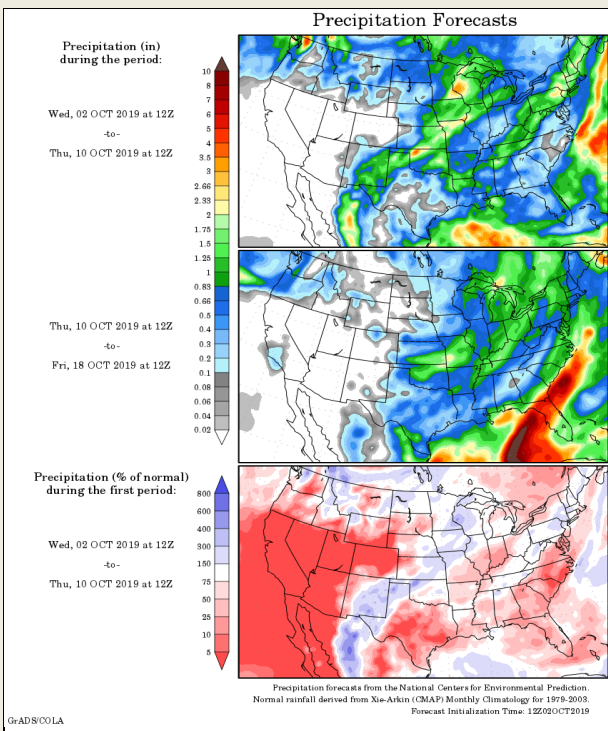 Precipitation Forecasts
Precipitation (in)
during the period:
Wed, 02 OCT 2019 at 12Z
-to-
Thu, 10 OCT 2019 at 12Z
10
8
7
6
5
4
3.5
3
2.66
2.33
2
1.75
1.5
1.25
1
0.83
0.66
0.5
0.4
0.3
0.2
0.1
0.08
0.06
0.04
0.02
Thu, 10 OCT 2019 at 12Z
-to-
Fri, 18 OCT 2019 at 12Z
Precipitation (% of normal)
during the first period:
Wed, 02 OCT 2019 at 12Z
-to-
Thu, 10 OCT 2019 at 12Z
800
600
400
300
150
75
50
25
10
5
Precipitation forecasts from the National Centers for Environmental Prediction.
Normal rainfall derived from Xie-Arkin (CMAP) Monthly Climatology for 1979-2003.
Forecast Initialization Time: 12Z02OCT2019
GrADS/COLA